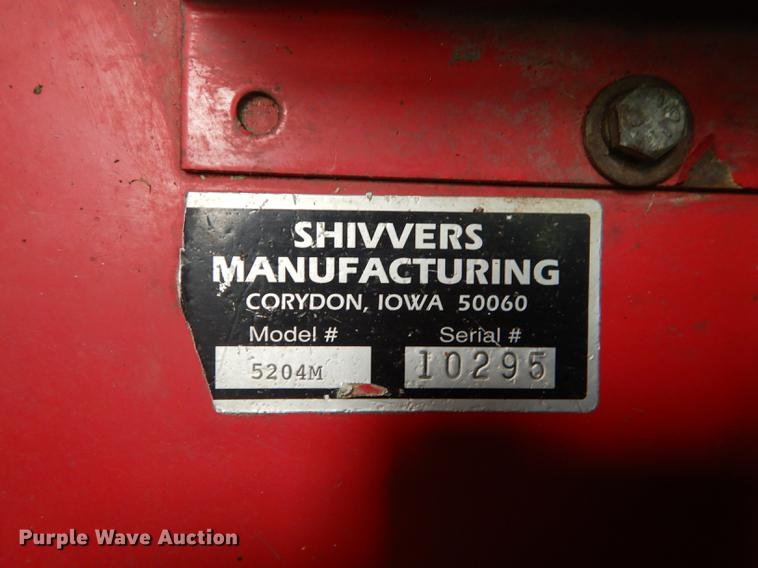 SHIVVERS
MANUFACTURING
CORYDON, IOWA 50060
Model # Serial #
5204M 10295
Purple Wave Auction®